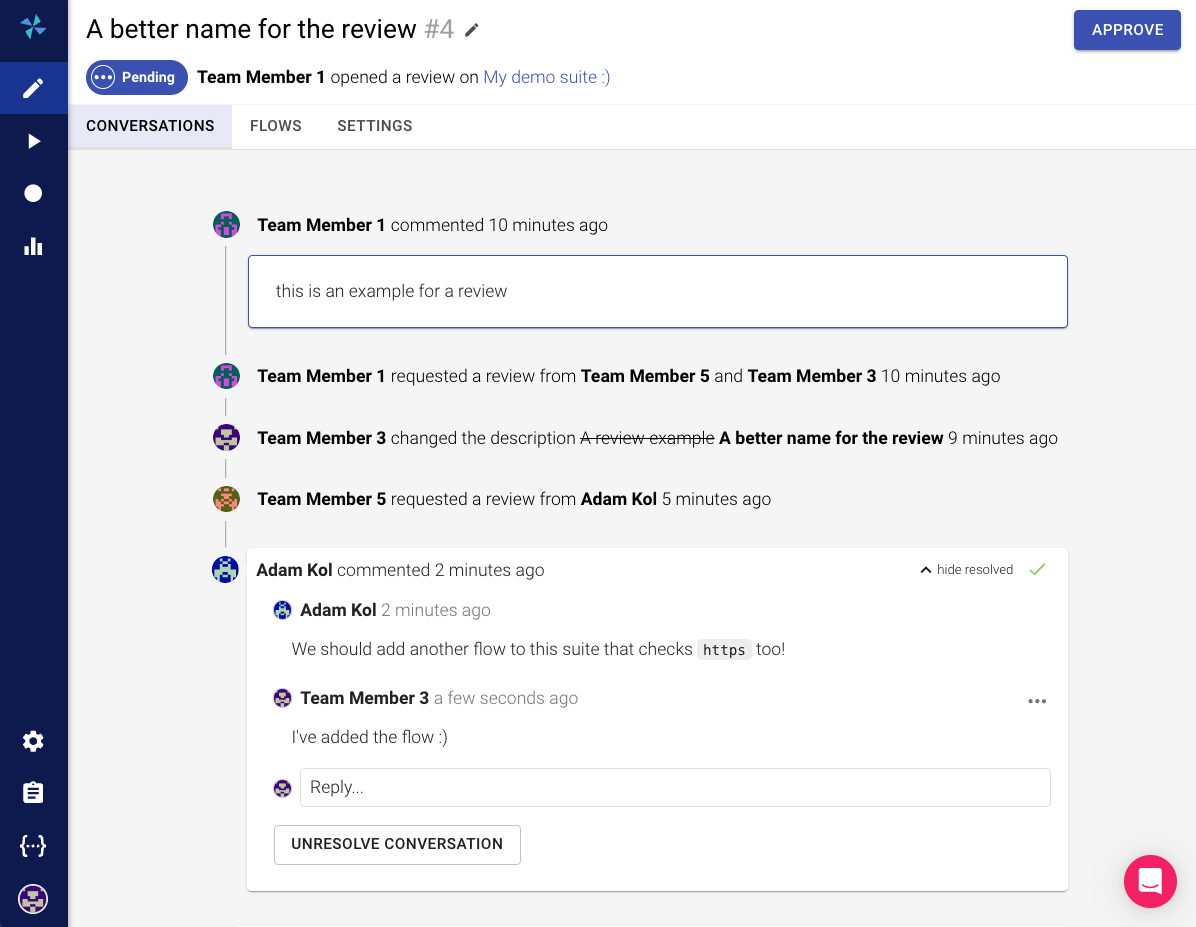 A better name for the review #4
APPROVE
Pending Team Member 1 opened a review on My demo suite :)
CONVERSATIONS FLOWS SETTINGS
Team Member 1 commented 10 minutes ago
this is an example for a review
Team Member 1 requested a review from Team Member 5 and Team Member 3 10 minutes ago
Team Member 3 changed the description A review example A better name for the review 9 minutes ago
Team Member 5 requested a review from Adam Kol 5 minutes ago
Adam Kol commented 2 minutes ago hide resolved
Adam Kol 2 minutes ago
We should add another flow to this suite that checks https too!
Team Member 3 a few seconds ago
I've added the flow :)
Reply...
UNRESOLVE CONVERSATION